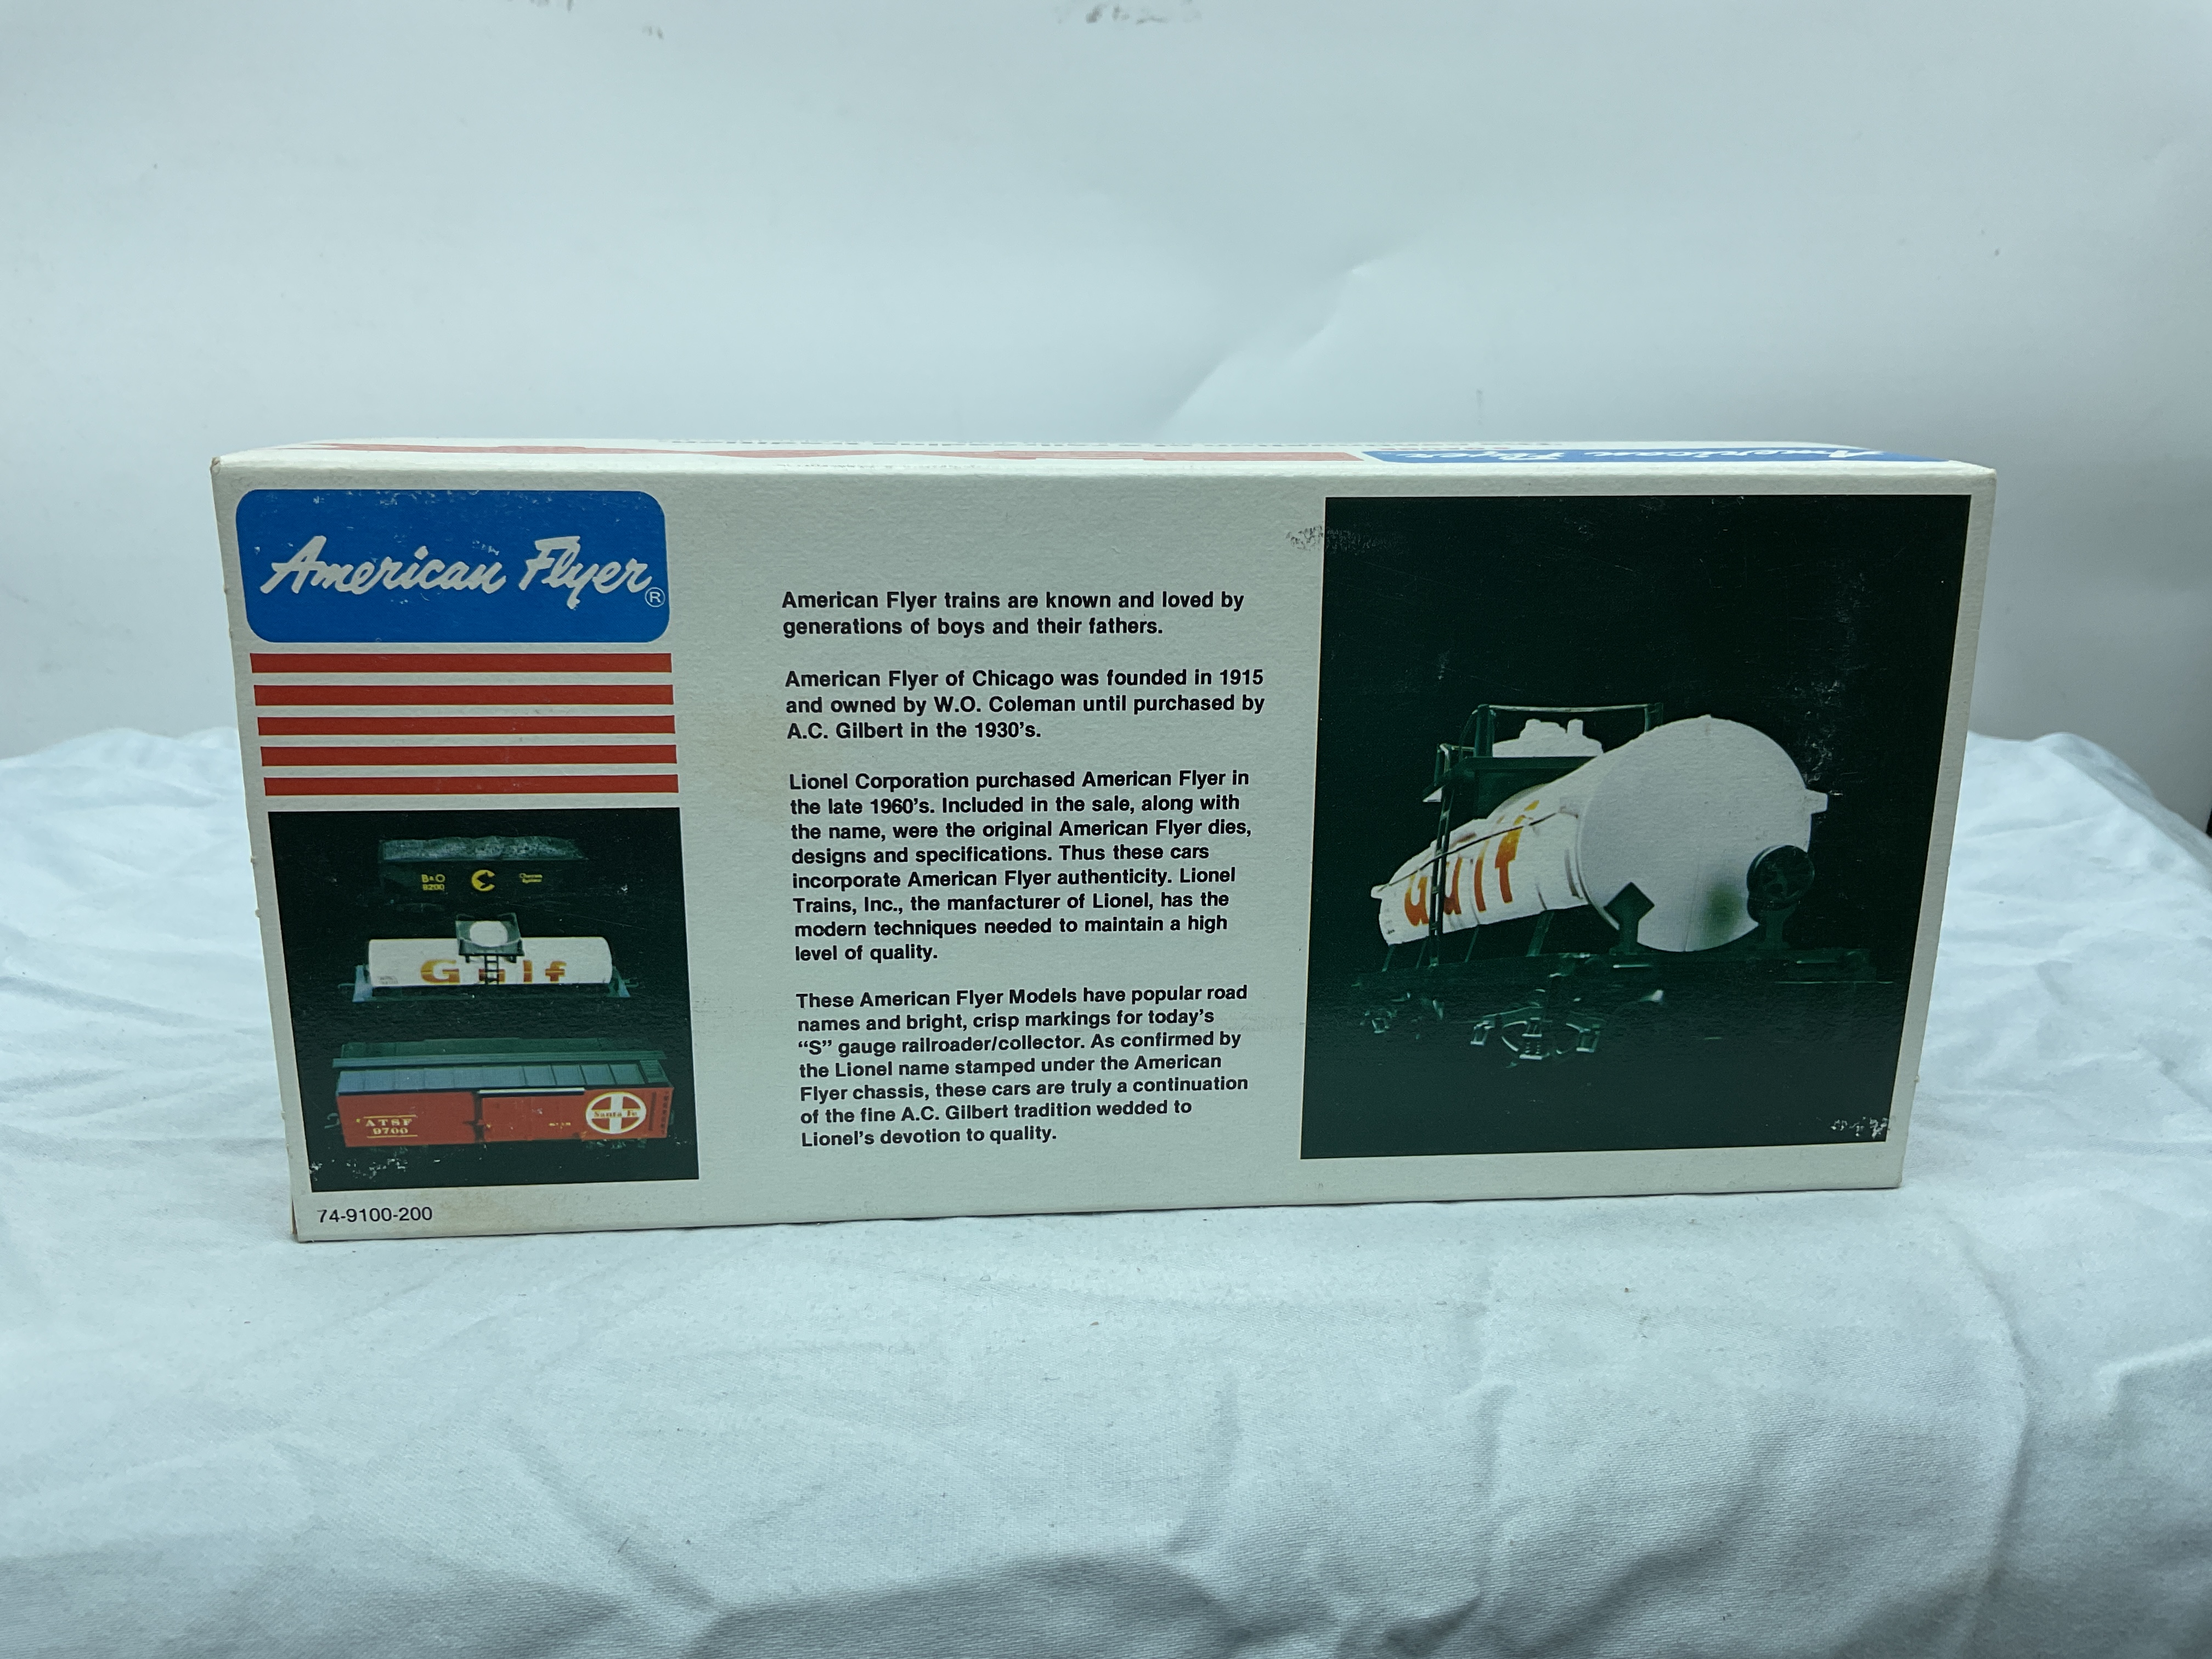 American Flyer
American Flyer®
American Flyer trains are known and loved by
generations of boys and their fathers.
American Flyer of Chicago was founded in 1915
and owned by W.O. Coleman until purchased by
A.C. Gilbert in the 1930's.
Lionel Corporation purchased American Flyer in
the late 1960's. Included in the sale, along with
the name, were the original American Flyer dies,
designs and specifications. Thus these cars
incorporate American Flyer authenticity. Lionel
Trains, Inc., the manfacturer of Lionel, has the
modern techniques needed to maintain a high
level of quality.
These American Flyer Models have popular road
names and bright, crisp markings for today's
“S” gauge railroader/collector. As confirmed by
the Lionel name stamped under the American
Flyer chassis, these cars are truly a continuation
of the fine A.C. Gilbert tradition wedded to
Lionel's devotion to quality.
B&O
9200
Chessie
System
Gulf
ATSF
9700
Santa Fe
74-9100-200
Gulf